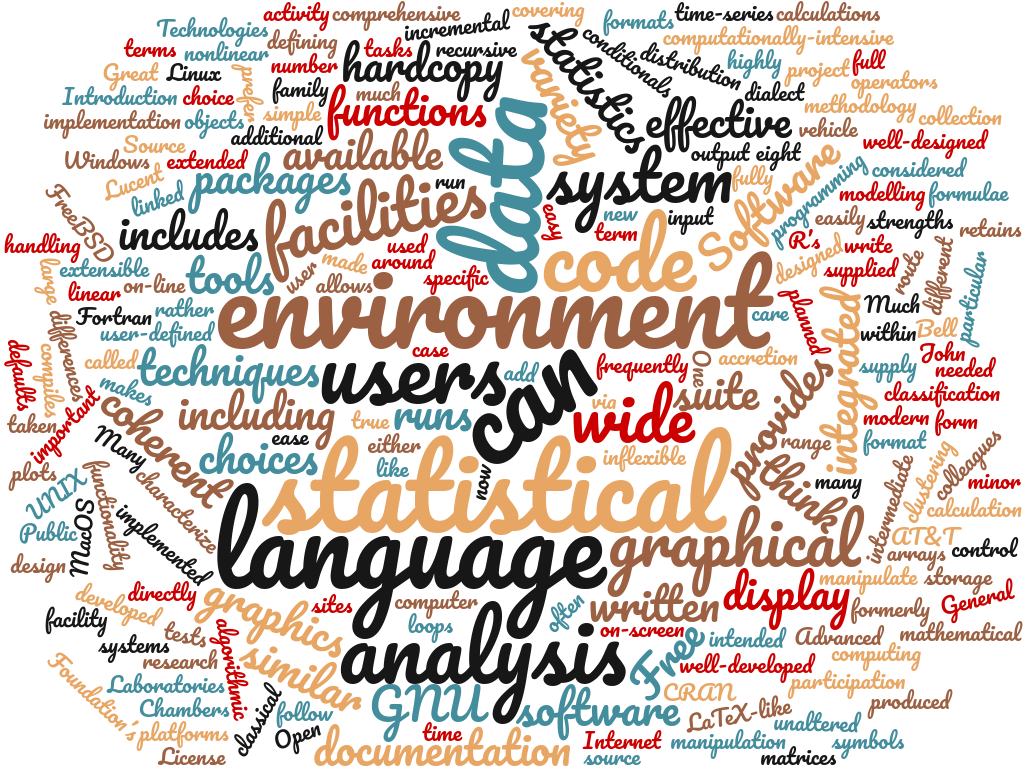 activity comprehensive covering formats time-series calculations
Technologies incremental computationally-intensive
terms nonlinear defining tasks recursive statistics conditionals distribution highly project full
Great Linux number hardcopy variety operators
Introduction choice prefer family much functions data effective dialect methodology
implementation objects simple additional vehicle collection
Source available output eight well-designed
Windows extended system fully Software considered
Lucent linked packages run programming modelling formulae
FreeBSD includes facilities easy new term input easily strengths retains
handling used code R's write
extensible tools user made around designed supplied route different particular
large linear on-line allows specific
Fortran rather environment care planned integrated Much
user-defined within Bell
defaults compiles differences called case One accretion supply John
techniques users add can frequently needed
makes suite provides classification
important coherent including true runs wide via modern form
taken ease either range format
plots Many choices like inflexible think many colleagues
UNIX functionality characterize now statistical clustering minor
MacOS intermediate calculation
Public implemented language graphical AT&T
design arrays control
directly manipulate storage
developed graphics sites computer written display General
facility loops often formerly
systems tests algorithmic on-screen intended Advanced mathematical
research analysis Free well-developed computing
Foundation's Laboratories similar participation
Chambers classical follow GNU software CRAN LaTeX-like produced
platforms Open time unaltered
documentation Internet manipulation symbols
License source matrices